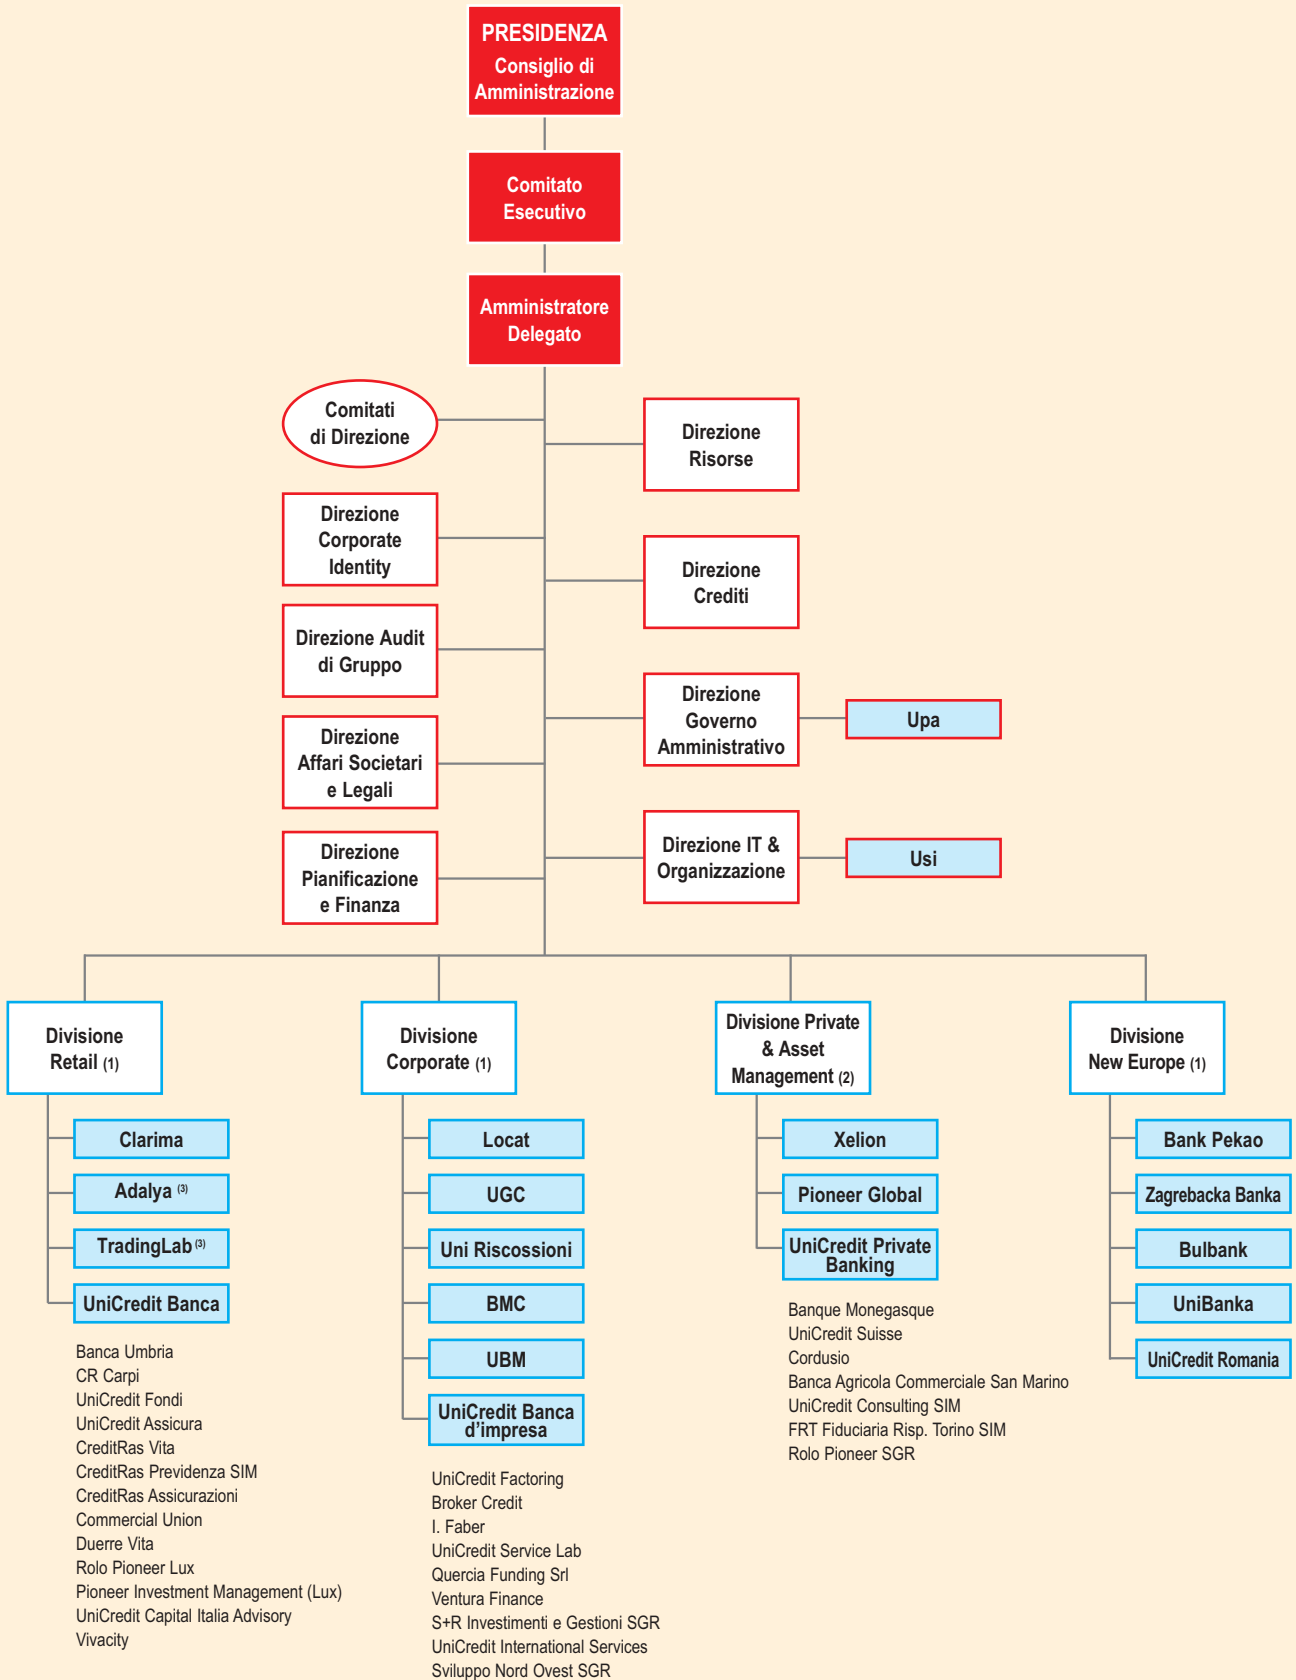 PRESIDENZA
Consiglio di
Amministrazione
Comitato
Esecutivo
Amministratore
Delegato
Comitati
di Direzione
Direzione
Risorse
Direzione
Corporate
Identity
Direzione
Crediti
Direzione Audit
di Gruppo
Direzione
Governo
Amministrativo
Upa
Direzione
Affari Societari
e Legali
Direzione IT &
Organizzazione
Usi
Direzione
Pianificazione
e Finanza
Divisione
Retail (1)
Clarima
Adalya (3)
TradingLab (3)
UniCredit Banca
Banca Umbria
CR Carpi
UniCredit Fondi
UniCredit Assicura
CreditRas Vita
CreditRas Previdenza SIM
CreditRas Assicurazioni
Commercial Union
Duerre Vita
Rolo Pioneer Lux
Pioneer Investment Management (Lux)
UniCredit Capital Italia Advisory
Vivacity
Divisione
Corporate (1)
Locat
UGC
Uni Riscossioni
BMC
UBM
UniCredit Banca
d'impresa
UniCredit Factoring
Broker Credit
I. Faber
UniCredit Service Lab
Quercia Funding Srl
Ventura Finance
S+R Investimenti e Gestioni SGR
UniCredit International Services
Sviluppo Nord Ovest SGR
Divisione Private
& Asset
Management (2)
Xelion
Pioneer Global
UniCredit Private
Banking
Banque Monegasque
UniCredit Suisse
Cordusio
Banca Agricola Commerciale San Marino
UniCredit Consulting SIM
FRT Fiduciaria Risp. Torino SIM
Rolo Pioneer SGR
Divisione
New Europe (1)
Bank Pekao
Zagrebacka Banka
Bulbank
UniBanka
UniCredit Romania